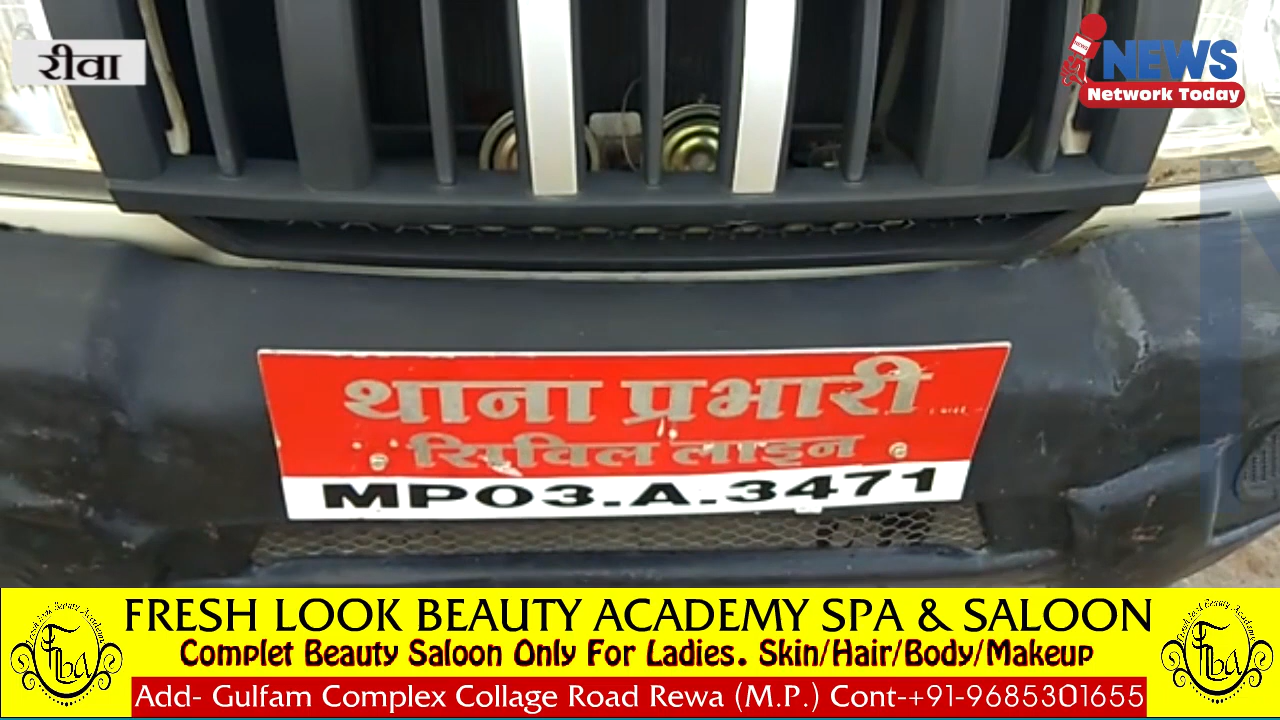 रीवा
NEWS
iNEWS
Network Today
थाना प्रभारी
सिविल लाइन
MP03.A.3471
FRESH LOOK BEAUTY ACADEMY SPA & SALOON
Complet Beauty Saloon Only For Ladies. Skin/Hair/Body/Makeup
Add- Gulfam Complex Collage Road Rewa (M.P.) Cont-+91-9685301655